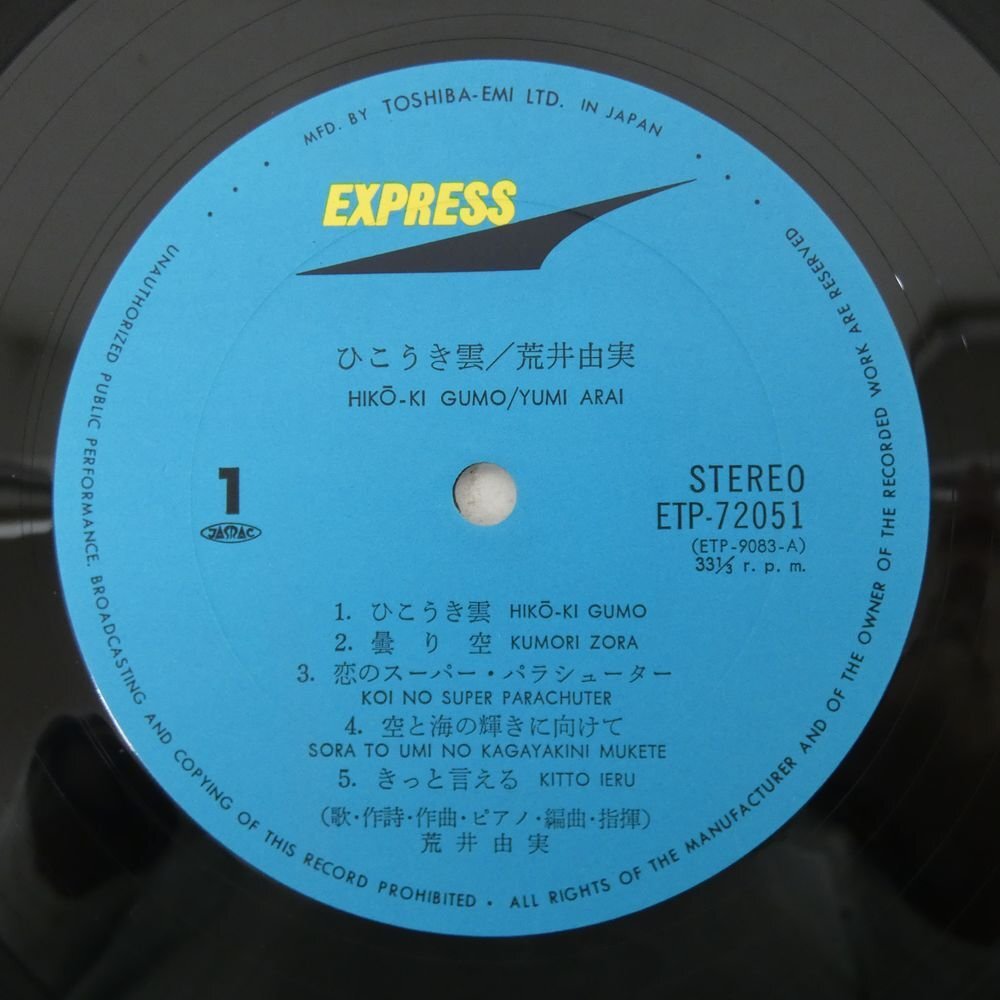 MFD. BY TOSHIBA-EMI LTD. IN JAPAN
EXPRESS
ひこうき雲/荒井由実
HIKŌ-KI GUMO/YUMI ARAI
1
JASRAC
STEREO
ETP-72051
(ETP-9083-A)
33⅓ r. p. m.
1. ひこうき雲 HIKŌ-KI GUMO
2. 曇り空 KUMORI ZORA
3. 恋のスーパー・パラシューター
KOI NO SUPER PARACHUTER
4. 空と海の輝きに向けて
SORA TO UMI NO KAGAYAKINI MUKETE
5. きっと言える KITTO IERU
(歌・作詩・作曲・ピアノ・編曲・指揮)
荒井由実
UNAUTHORIZED PUBLIC PERFORMANCE. BROADCASTING AND COPYING OF THIS RECORD PROHIBITED • ALL RIGHTS OF THE MANUFACTURER AND OF THE OWNER OF THE RECORDED WORK ARE RESERVED